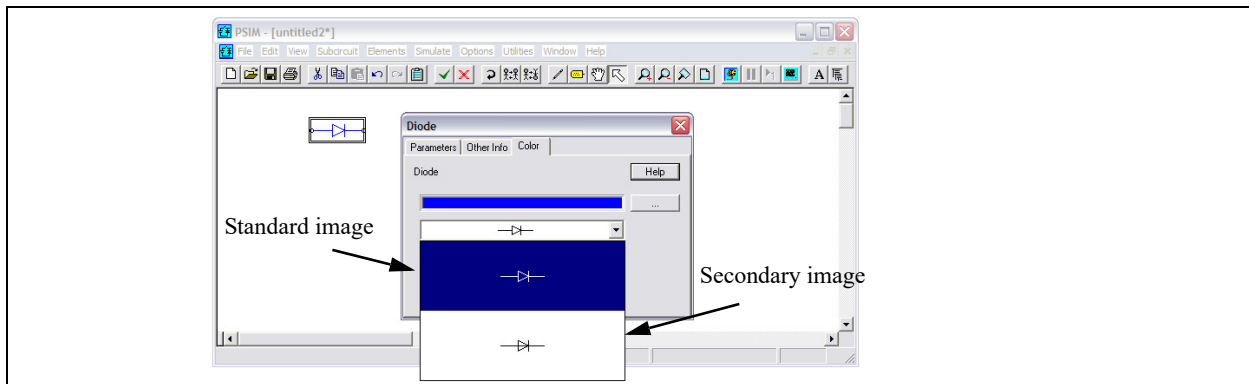 PSIM - [untitled2*]
File Edit View Subcircuit Elements Simulate Options Utilities Window Help
A
Diode
Parameters Other Info Color
Diode
Help
...
Standard image
Secondary image